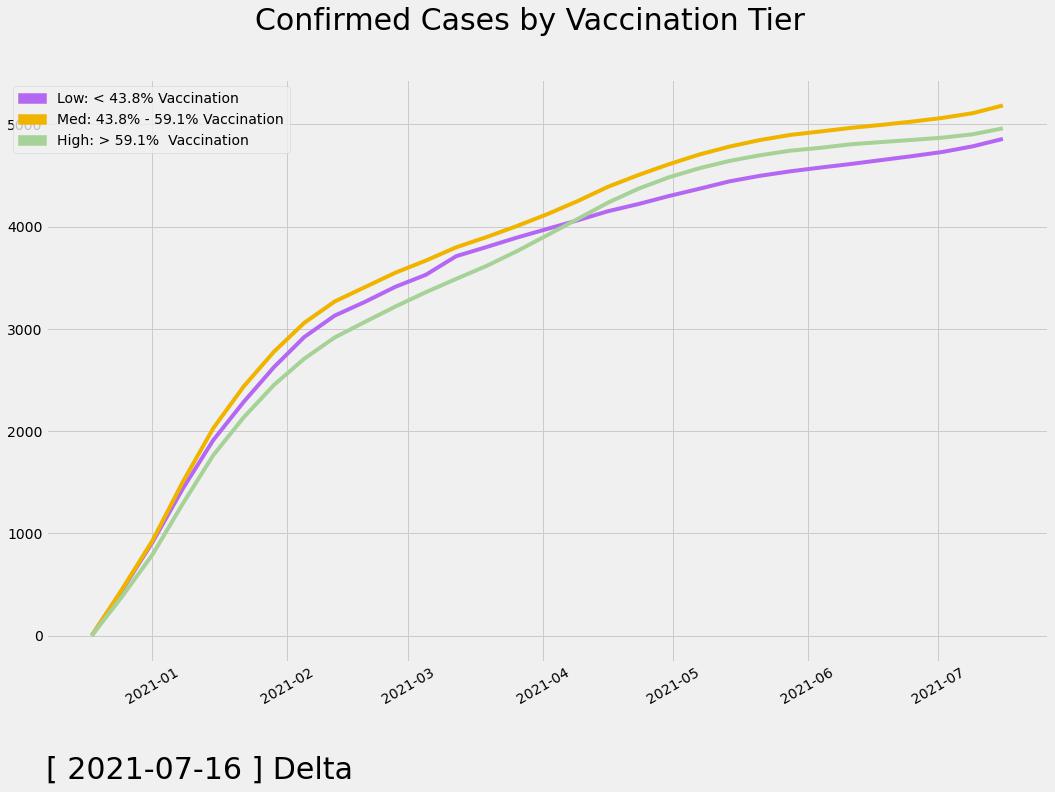 Confirmed Cases by Vaccination Tier
Low: < 43.8% Vaccination
Med: 43.8% - 59.1% Vaccination
High: > 59.1%  Vaccination
5000
4000
3000
2000
1000
0
2021-01
2021-02
2021-03
2021-04
2021-05
2021-06
2021-07
[ 2021-07-16 ] Delta